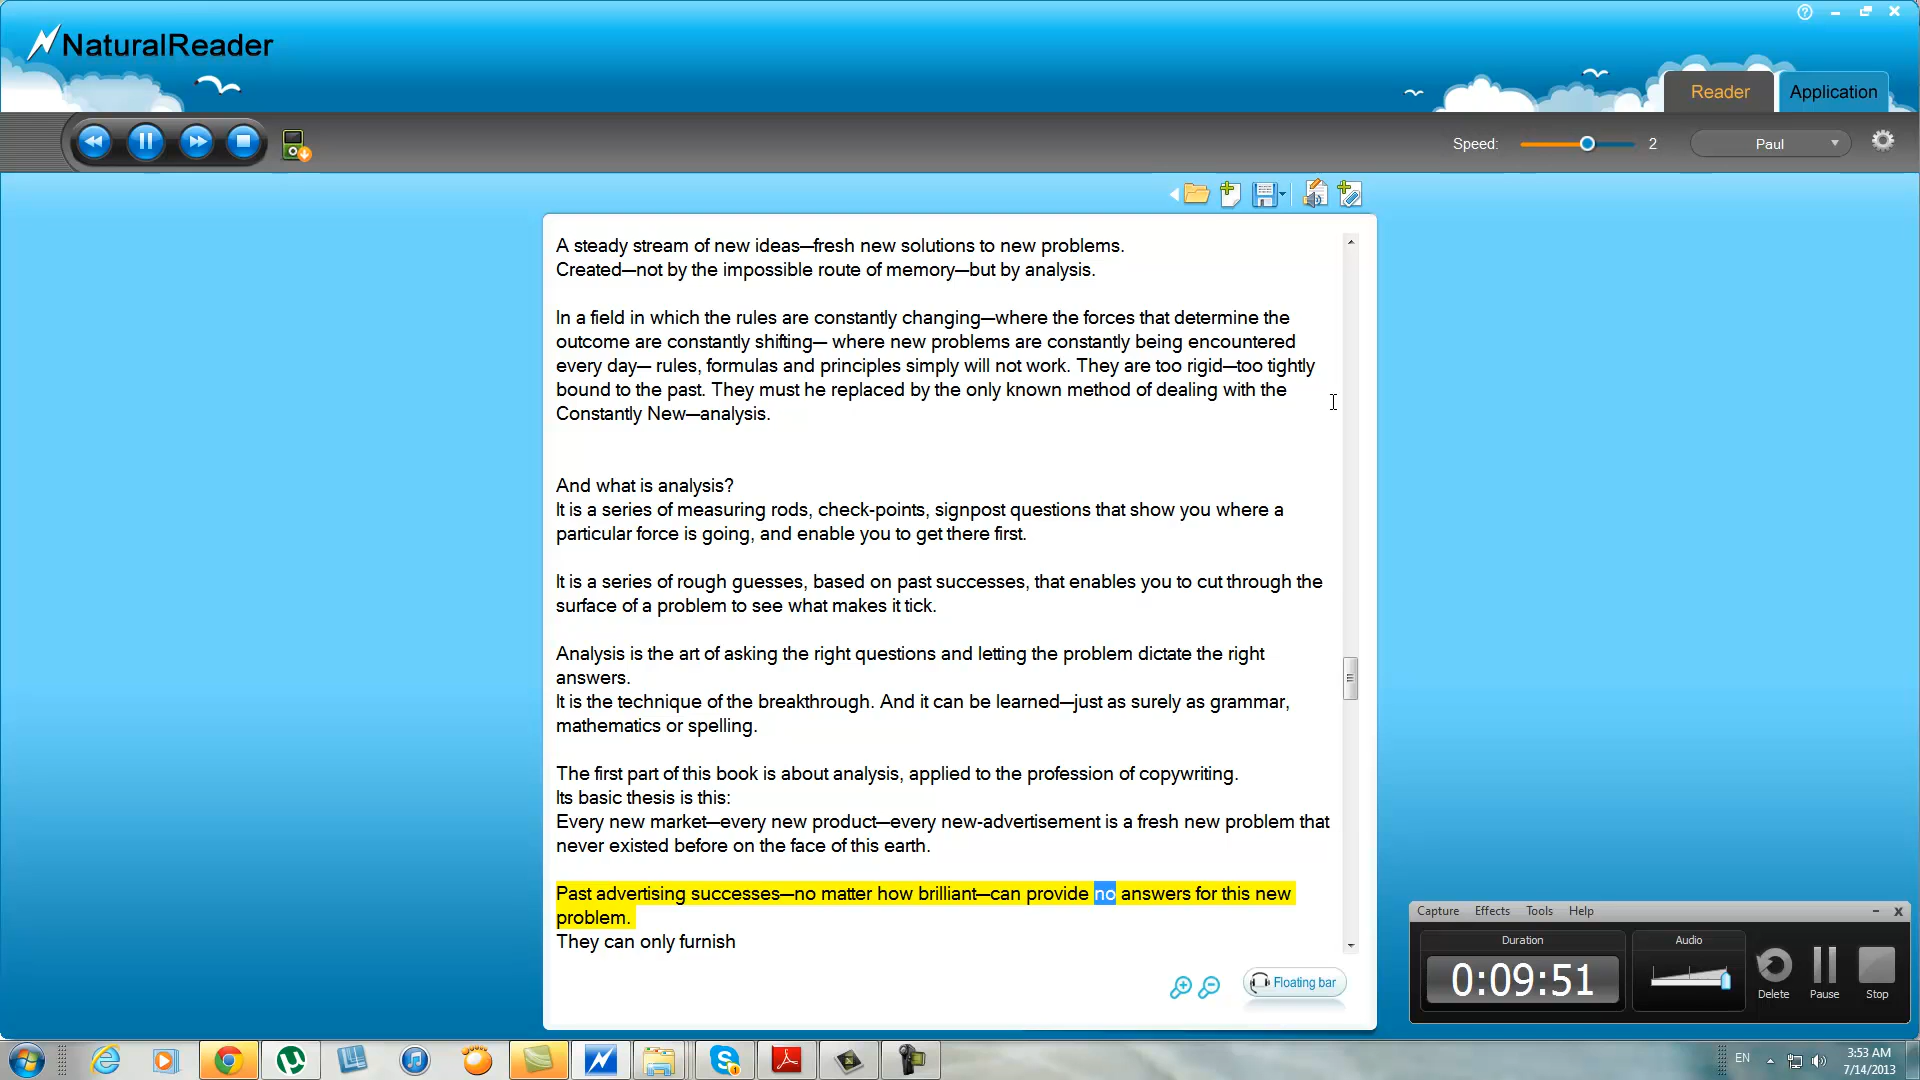 NaturalReader
Reader
Application
Speed:
2
Paul
A steady stream of new ideas—fresh new solutions to new problems.
Created—not by the impossible route of memory—but by analysis.
In a field in which the rules are constantly changing—where the forces that determine the
outcome are constantly shifting— where new problems are constantly being encountered
every day— rules, formulas and principles simply will not work. They are too rigid—too tightly
bound to the past. They must he replaced by the only known method of dealing with the
Constantly New—analysis.
And what is analysis?
It is a series of measuring rods, check-points, signpost questions that show you where a
particular force is going, and enable you to get there first.
It is a series of rough guesses, based on past successes, that enables you to cut through the
surface of a problem to see what makes it tick.
Analysis is the art of asking the right questions and letting the problem dictate the right
answers.
It is the technique of the breakthrough. And it can be learned—just as surely as grammar,
mathematics or spelling.
The first part of this book is about analysis, applied to the profession of copywriting.
Its basic thesis is this:
Every new market—every new product—every new-advertisement is a fresh new problem that
never existed before on the face of this earth.
Past advertising successes—no matter how brilliant—can provide no answers for this new
problem.
They can only furnish
Floating bar
Capture Effects Tools Help
Duration
Audio
0:09:51
Delete
Pause
Stop
EN
3:53 AM
7/14/2013